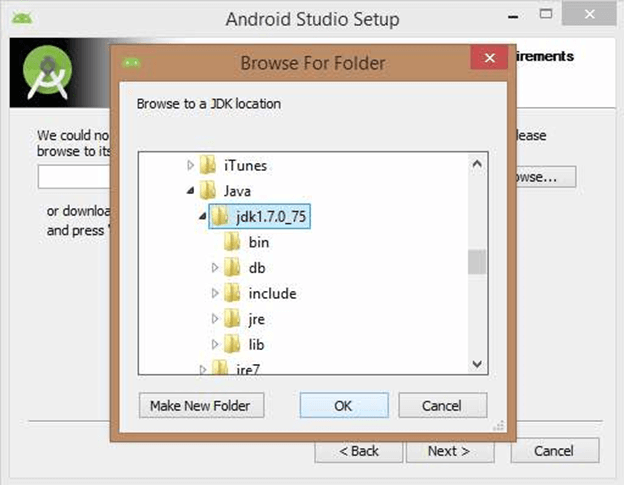 Android Studio Setup
Browse For Folder
irements
Browse to a JDK location
We could no
lease
browse to its
iTunes
Java
wse...
or downloa
jdk1.7.0_75
and press
bin
db
include
jre
lib
jre7
Make New Folder
OK
Cancel
< Back
Next >
Cancel